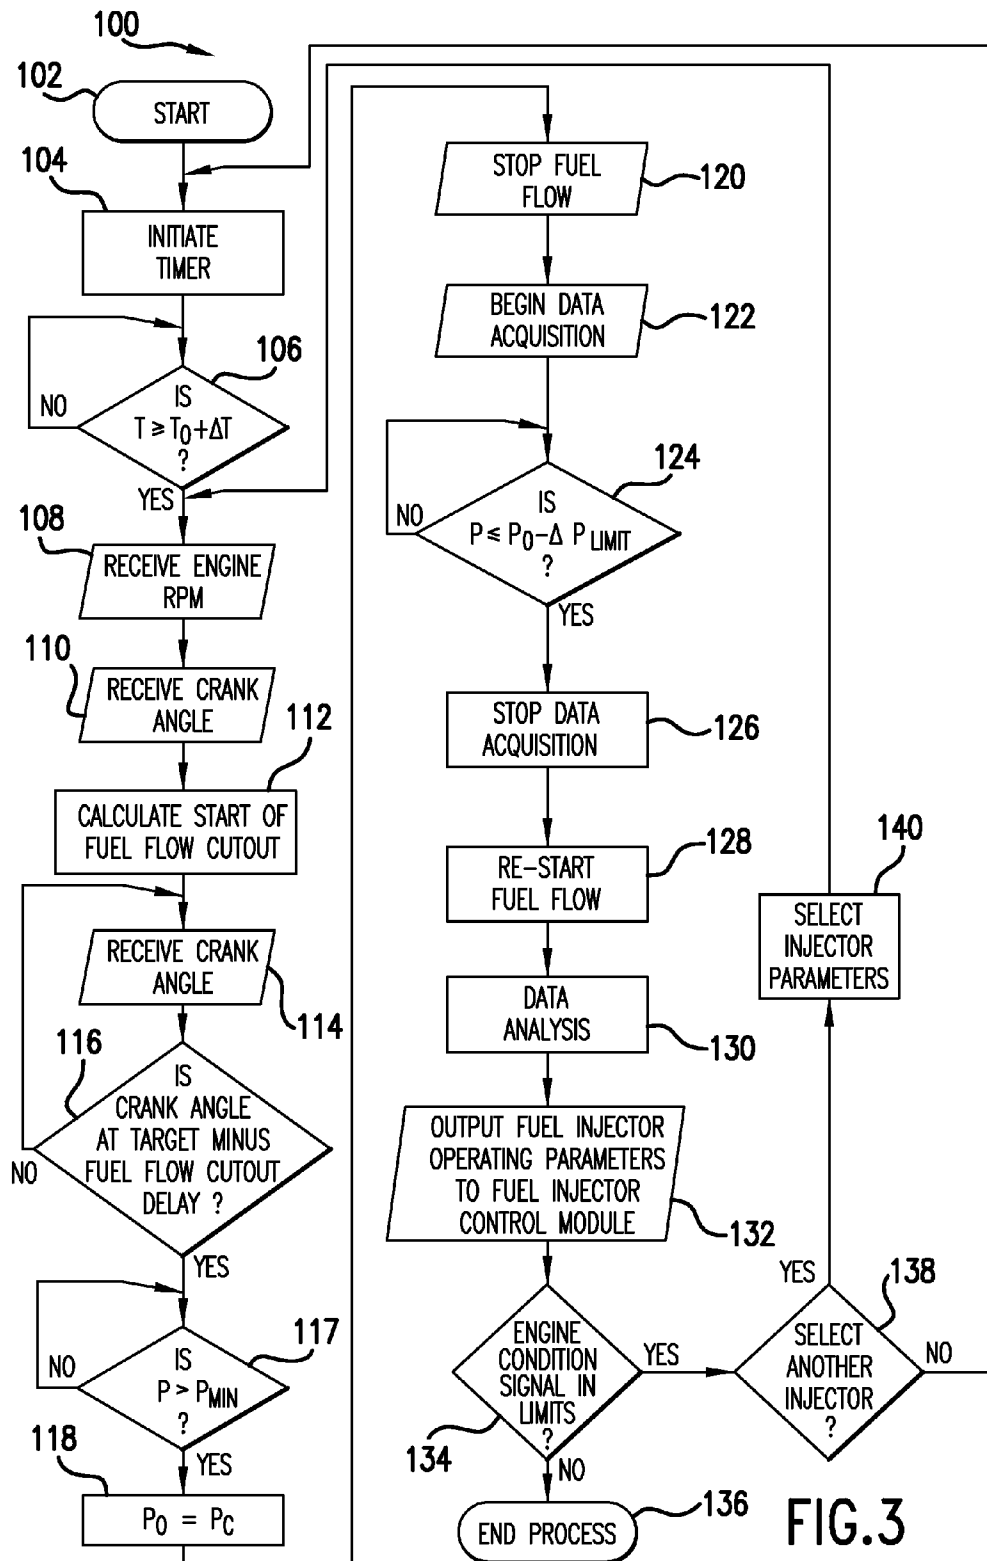 100
102
START
104
INITIATE
TIMER
106
IS
T ≥ T0+ΔT
?
NO
YES
108
RECEIVE ENGINE
RPM
110
RECEIVE CRANK
ANGLE
112
CALCULATE START OF
FUEL FLOW CUTOUT
RECEIVE CRANK
ANGLE
114
116
IS
CRANK ANGLE
AT TARGET MINUS
FUEL FLOW CUTOUT
DELAY ?
NO
YES
117
IS
P > PMIN
?
NO
YES
118
P0 = PC
STOP FUEL
FLOW
120
BEGIN DATA
ACQUISITION
122
124
IS
P ≤ P0-Δ PLIMIT
?
NO
YES
STOP DATA
ACQUISITION
126
RE-START
FUEL FLOW
128
DATA
ANALYSIS
130
OUTPUT FUEL INJECTOR
OPERATING PARAMETERS
TO FUEL INJECTOR
CONTROL MODULE
132
ENGINE
CONDITION
SIGNAL IN
LIMITS
?
134
YES
NO
END PROCESS
136
138
SELECT
ANOTHER
INJECTOR
?
YES
NO
140
SELECT
INJECTOR
PARAMETERS
FIG.3